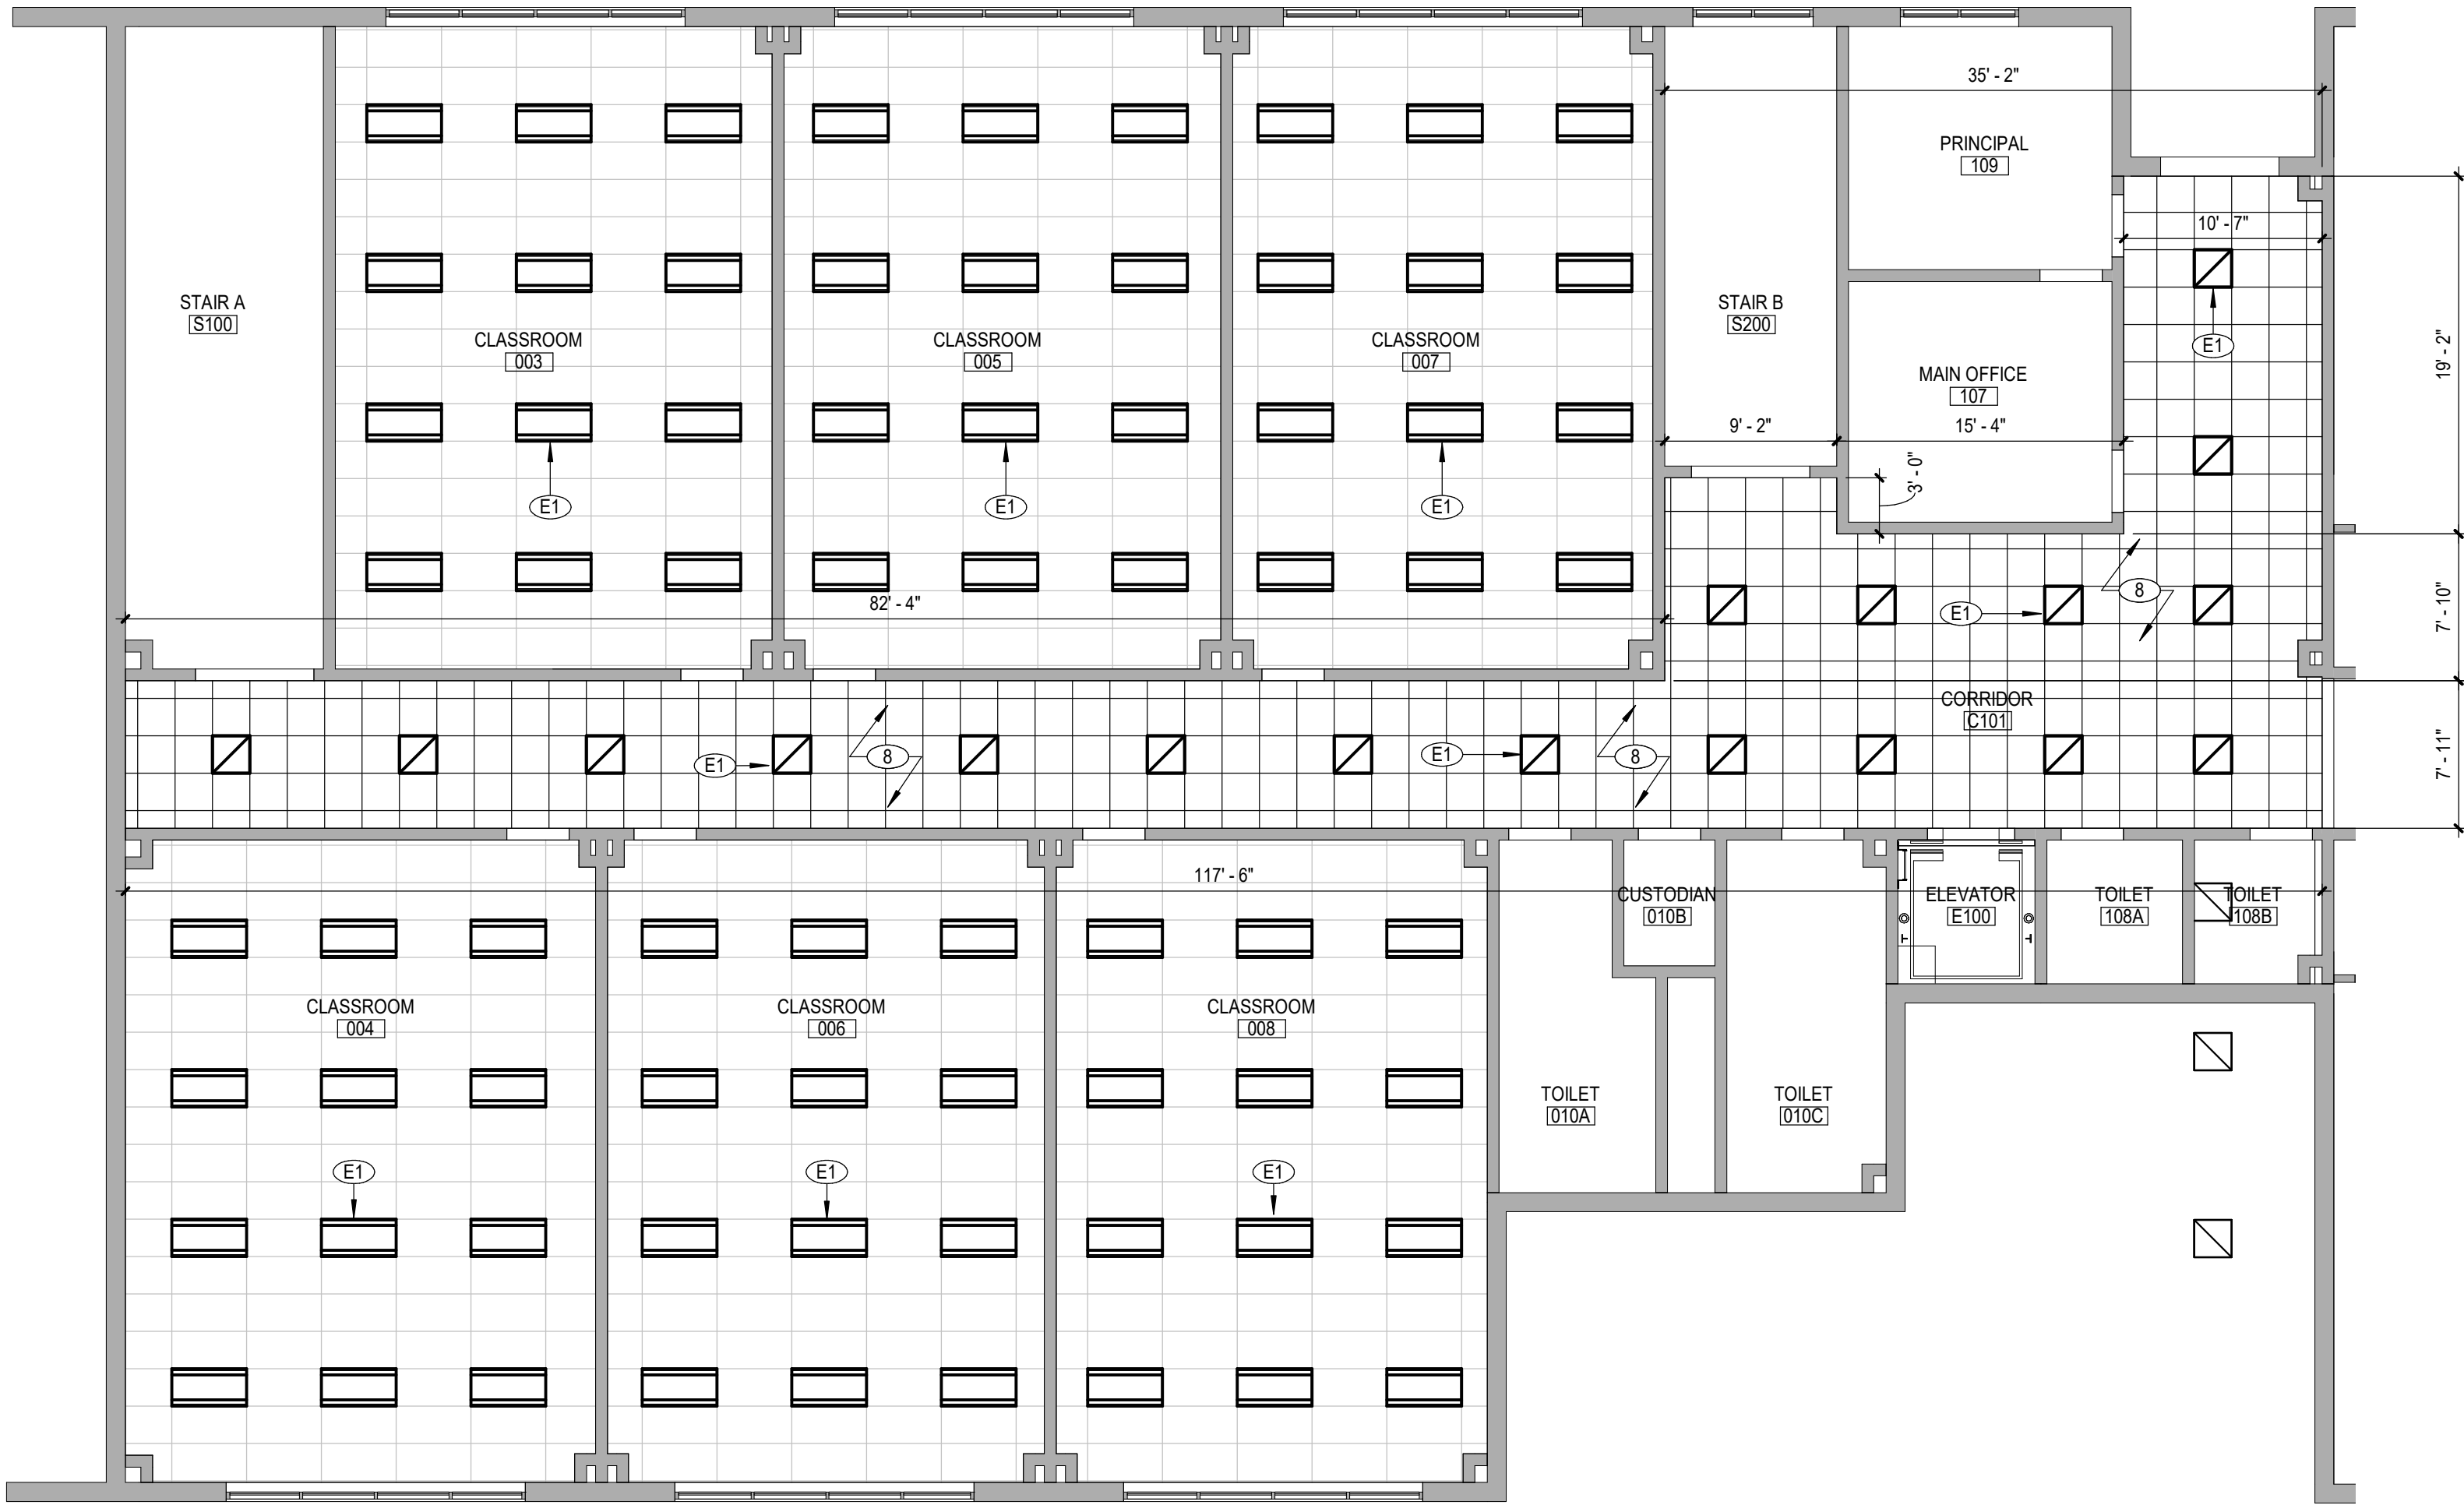 35' - 2"
PRINCIPAL
109
10' - 7"
STAIR A
S100
STAIR B
S200
CLASSROOM
003
CLASSROOM
005
CLASSROOM
007
E1
19' - 2"
MAIN OFFICE
107
9' - 2"
15' - 4"
3' - 0"
E1
E1
E1
82' - 4"
E1
8
7' - 10"
CORRIDOR
C101
E1
8
E1
8
7' - 11"
117' - 6"
CUSTODIAN
010B
ELEVATOR
E100
TOILET
108A
TOILET
108B
CLASSROOM
004
CLASSROOM
006
CLASSROOM
008
TOILET
010A
TOILET
010C
E1
E1
E1